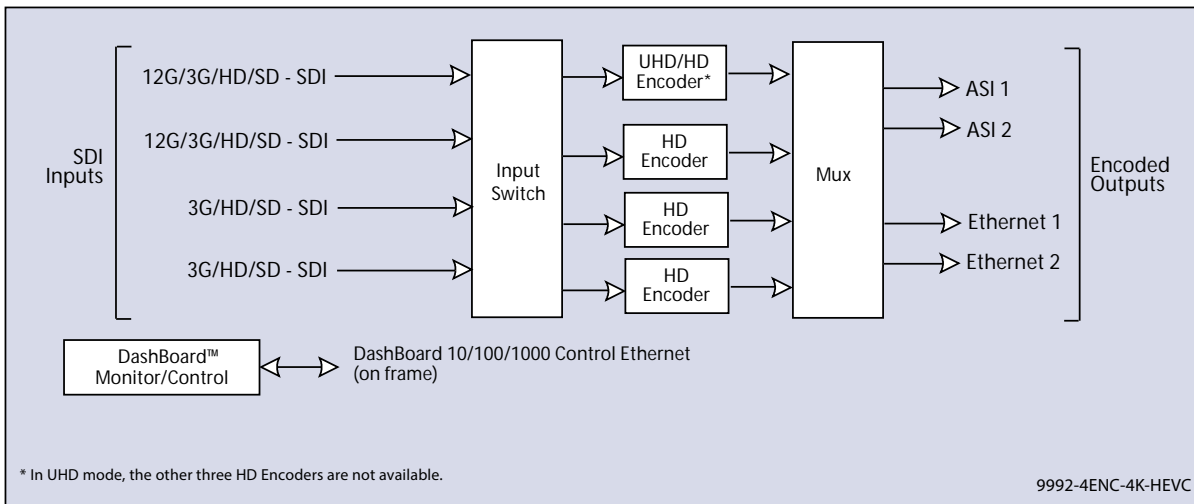 SDI
Inputs
12G/3G/HD/SD - SDI
12G/3G/HD/SD - SDI
3G/HD/SD - SDI
3G/HD/SD - SDI
Input
Switch
UHD/HD
Encoder*
HD
Encoder
HD
Encoder
HD
Encoder
Mux
ASI 1
ASI 2
Ethernet 1
Ethernet 2
Encoded
Outputs
DashBoard™
Monitor/Control
DashBoard 10/100/1000 Control Ethernet
(on frame)
* In UHD mode, the other three HD Encoders are not available.
9992-4ENC-4K-HEVC